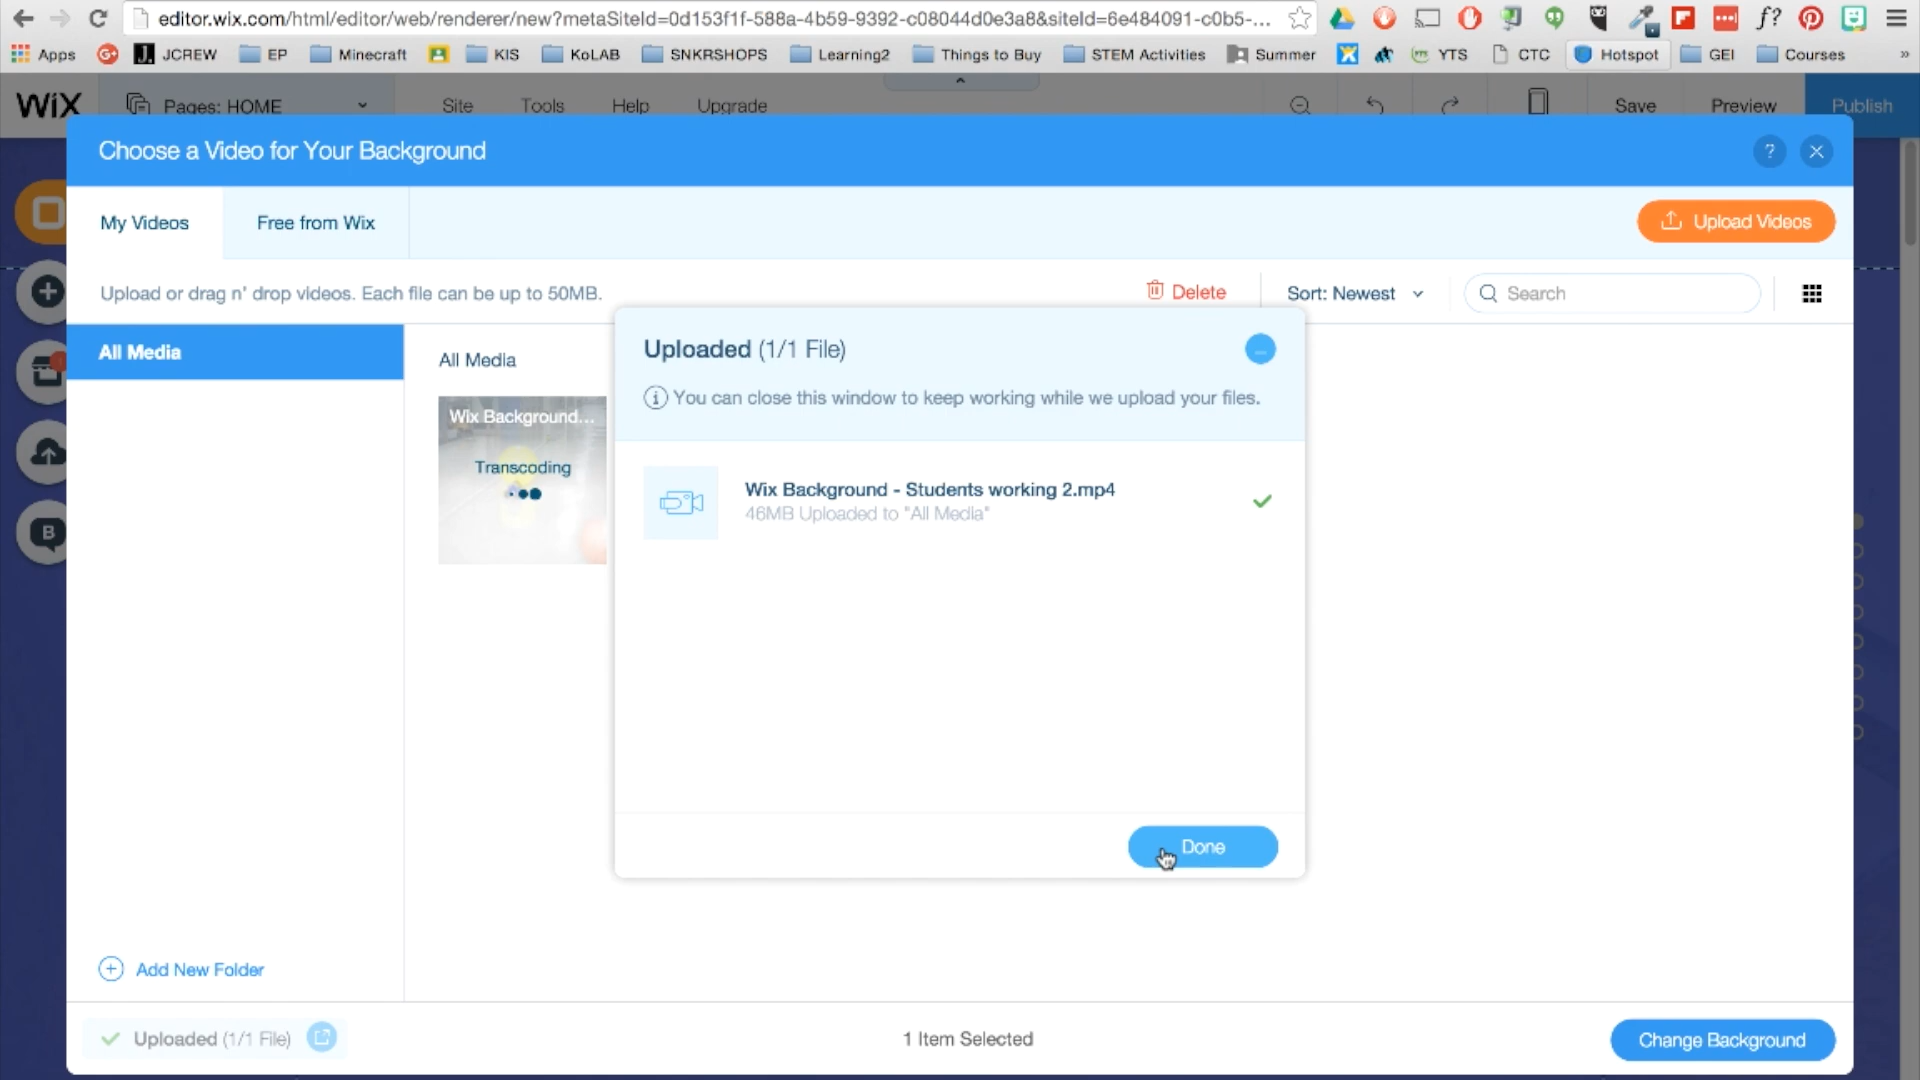 editor.wix.com/html/editor/web/renderer/new?metaSiteId=0d153f1f-588a-4b59-9392-c08044d0e3a8&siteId=6e484091-c0b5-...
f?
Apps
JCREW
EP
Minecraft
KIS
KoLAB
SNKRSHOPS
Learning2
Things to Buy
STEM Activities
Summer
YTS
CTC
Hotspot
GEI
Courses
»
WiX
Pages: HOME
Site
Tools
Help
Upgrade
Save
Preview
Publish
Choose a Video for Your Background
?
My Videos
Free from Wix
Upload Videos
Upload or drag n' drop videos. Each file can be up to 50MB.
Delete
Sort: Newest
Search
All Media
All Media
Wix Background...
Transcoding
Uploaded (1/1 File)
You can close this window to keep working while we upload your files.
Wix Background - Students working 2.mp4
46MB Uploaded to "All Media"
Done
B
Add New Folder
Uploaded (1/1 File)
1 Item Selected
Change Background